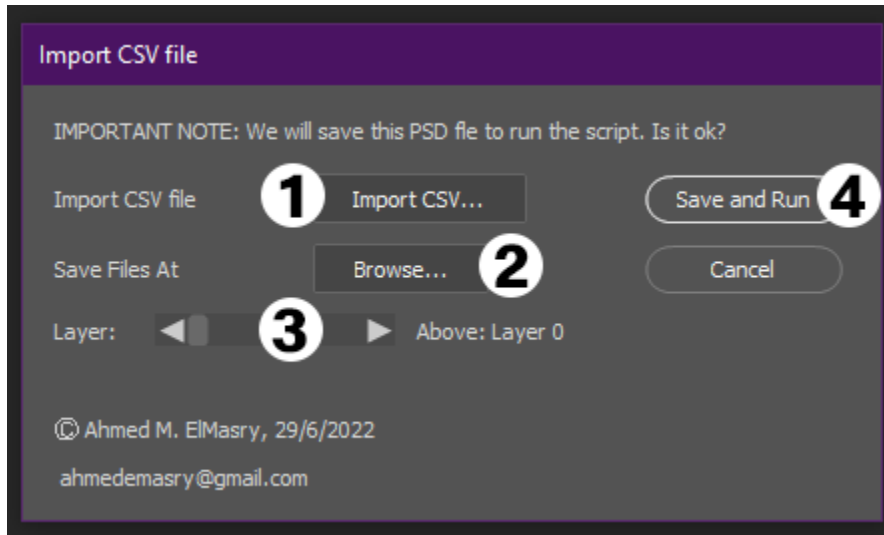 Import CSV file
IMPORTANT NOTE: We will save this PSD fle to run the script. Is it ok?
Import CSV file 1 Import CSV... Save and Run 4
Save Files At Browse... 2 Cancel
Layer: 3 Above: Layer 0
© Ahmed M. ElMasry, 29/6/2022
ahmedemasry@gmail.com